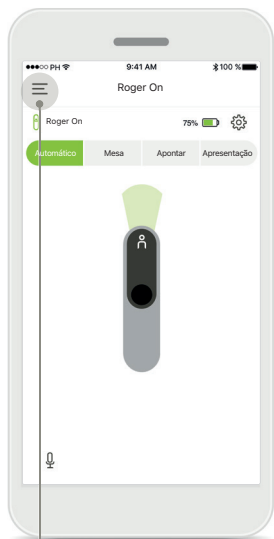 PH 9:41 AM 100 %
Roger On
Roger On 75%
Automático Mesa Apontar Apresentação